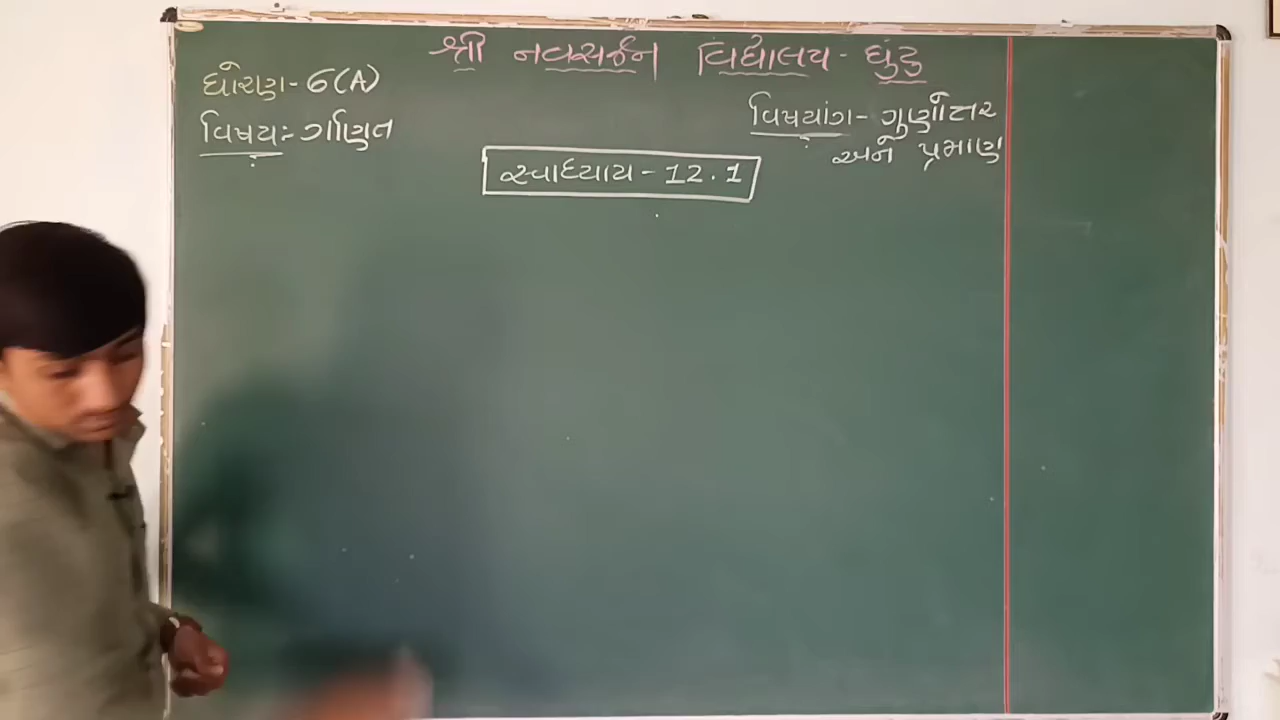 શ્રી નવસર્જન વિદ્યાલય - ઘુંટુ
ધોરણ - 6(A)
વિષય:- ગણિત
વિષયાંગ - ગુણોત્તર
અને પ્રમાણ
સ્વાધ્યાય - 12.1